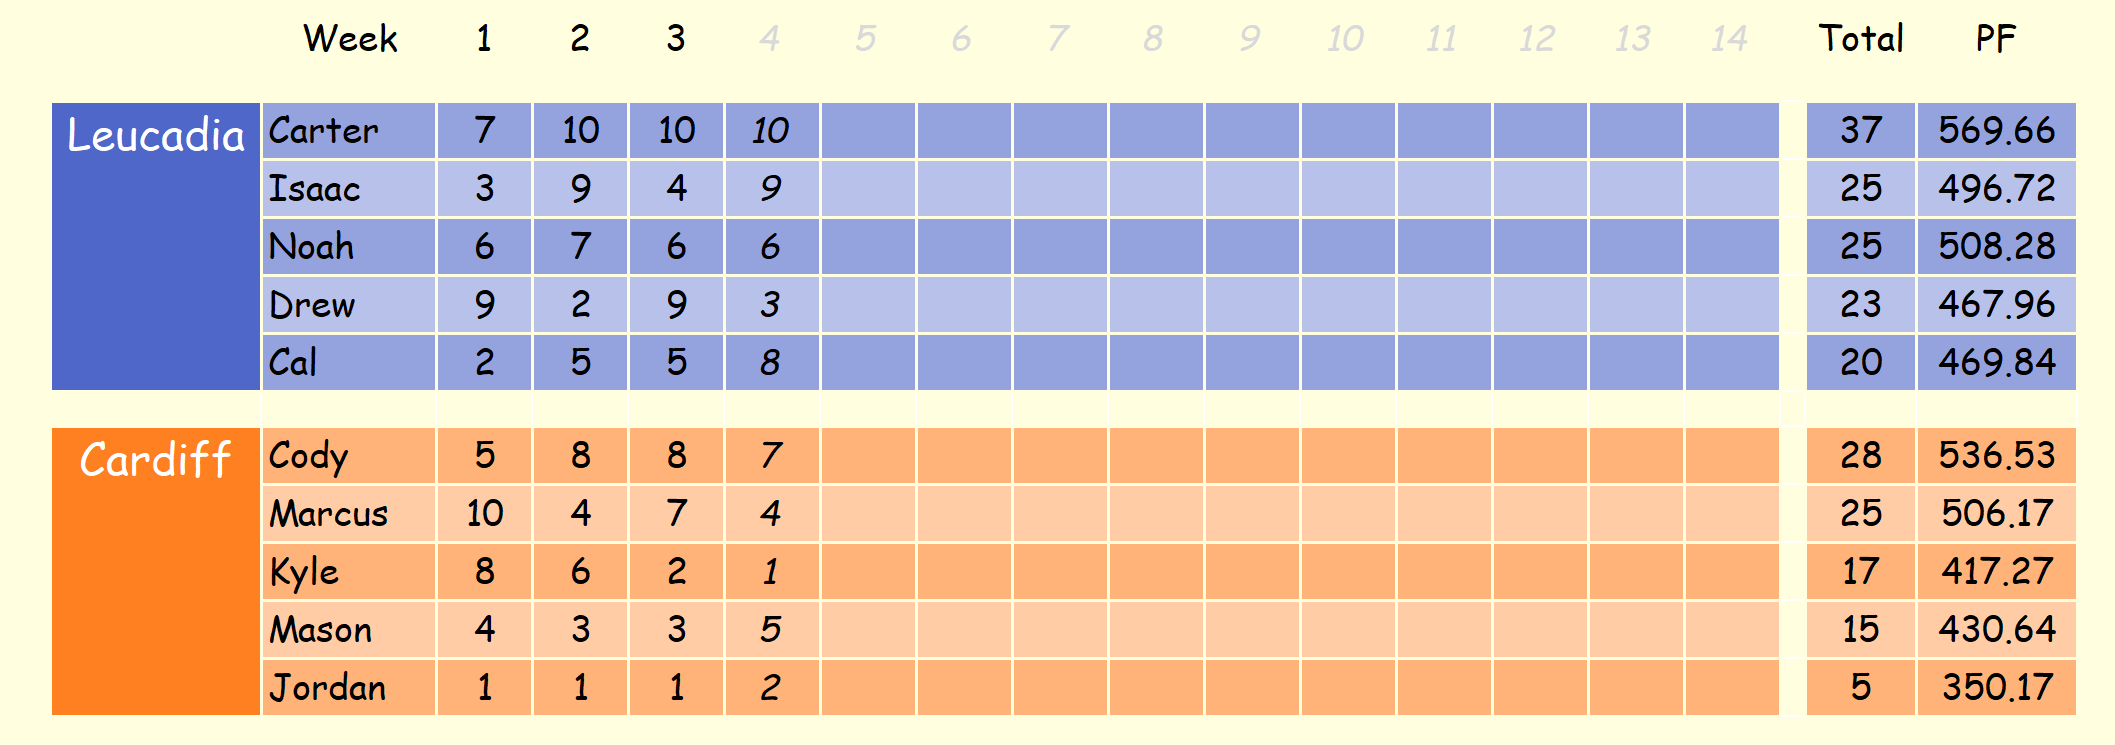 Week 1 2 3 4 5 6 7 8 9 10 11 12 13 14 Total PF
Leucadia Carter 7 10 10 10 37 569.66
Isaac 3 9 4 9 25 496.72
Noah 6 7 6 6 25 508.28
Drew 9 2 9 3 23 467.96
Cal 2 5 5 8 20 469.84
Cardiff Cody 5 8 8 7 28 536.53
Marcus 10 4 7 4 25 506.17
Kyle 8 6 2 1 17 417.27
Mason 4 3 3 5 15 430.64
Jordan 1 1 1 2 5 350.17